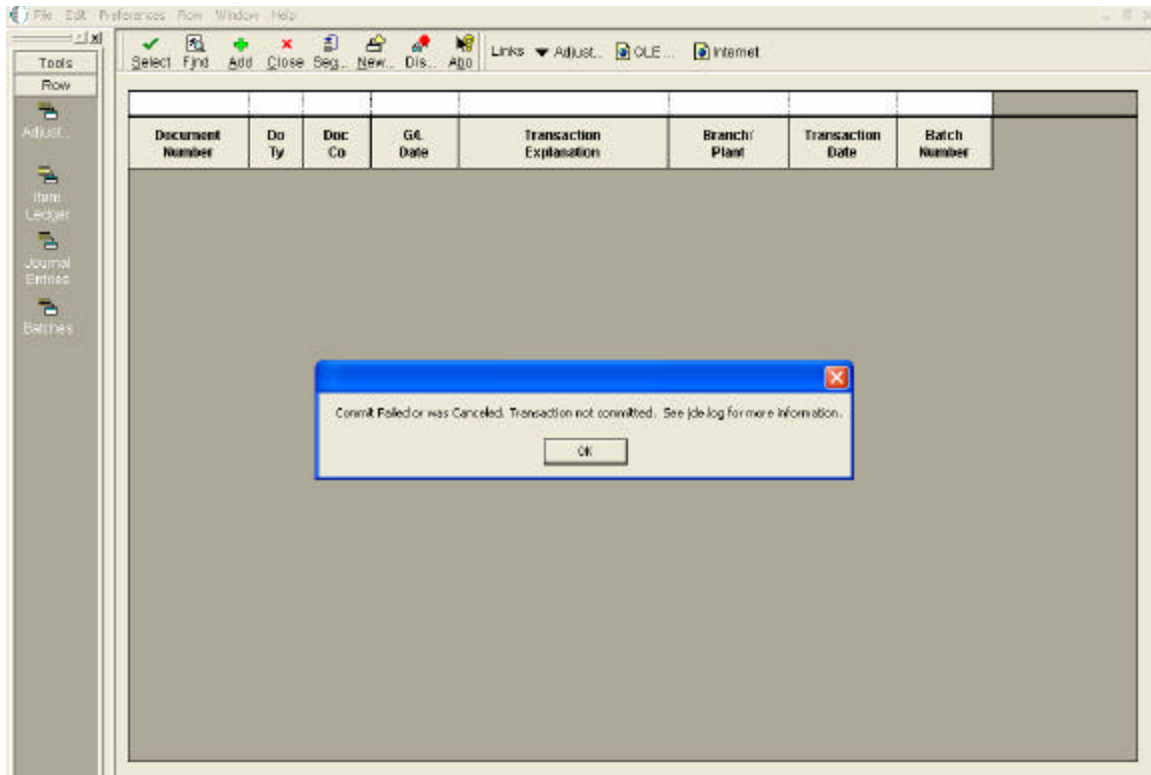 File Edit Preferences Row Window Help
Tools
Row
Adjust...
Item
Ledger
Journal
Entries
Batches
Select Find Add Close Seq... New... Dis... Abo Links Adjust... OLE ... Internet
Document Number Do Ty Doc Co G/L Date Transaction Explanation Branch/ Plant Transaction Date Batch Number
Commit Failed or was Canceled. Transaction not committed. See jde.log for more information.
OK